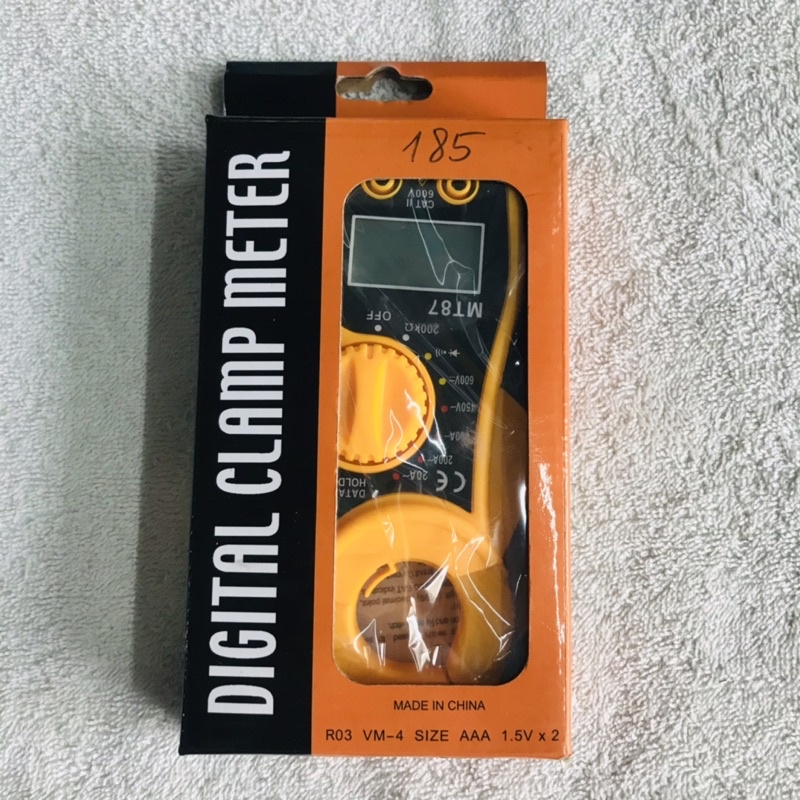 185
DIGITAL CLAMP METER
CAT II
600V
MT87
OFF
200kΩ
600V⎓
450V~
200A~
20A~
DATA
HOLD
CE
MADE IN CHINA
R03 VM-4 SIZE AAA 1.5V x 2